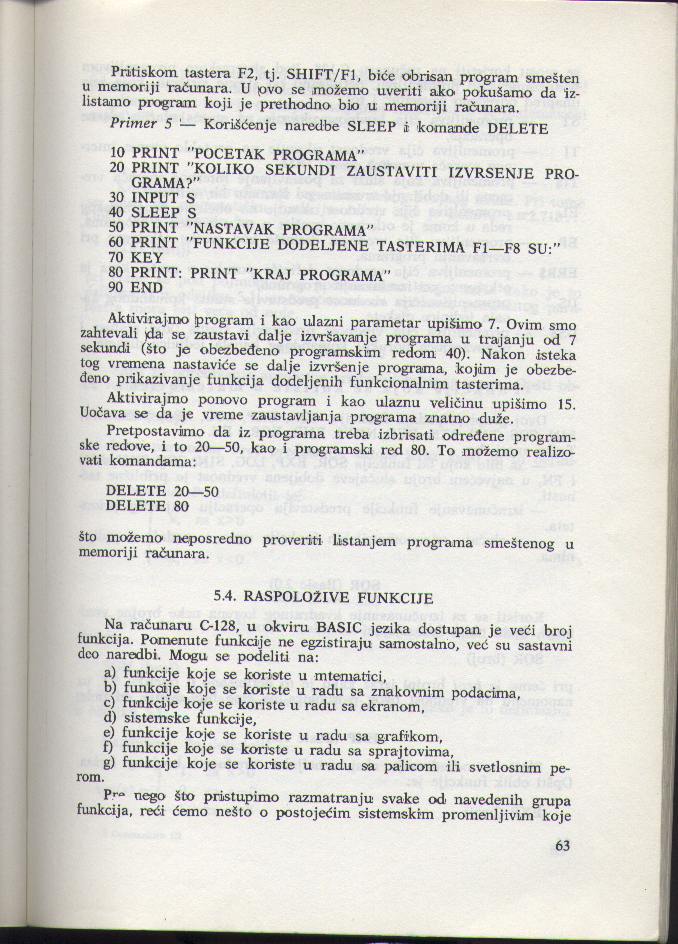 Pritiskom tastera F2, tj. SHIFT/F1, biće obrisan program smešten
u memoriji računara. U ovo se možemo uveriti ako pokušamo da iz-
listamo program koji je prethodno bio u memoriji računara.
Primer 5 — Korišćenje naredbe SLEEP i komande DELETE
10 PRINT "POCETAK PROGRAMA"
20 PRINT "KOLIKO SEKUNDI ZAUSTAVITI IZVRSENJE PRO-
GRAMA?"
30 INPUT S
40 SLEEP S
50 PRINT "NASTAVAK PROGRAMA"
60 PRINT "FUNKCIJE DODELJENE TASTERIMA F1—F8 SU:"
70 KEY
80 PRINT: PRINT "KRAJ PROGRAMA"
90 END
Aktivirajmo program i kao ulazni parametar upišimo 7. Ovim smo
zahtevali da se zaustavi dalje izvršavanje programa u trajanju od 7
sekundi (što je obezbeđeno programskim redom 40). Nakon isteka
tog vremena nastaviće se dalje izvršenje programa, kojim je obezbe-
đeno prikazivanje funkcija dodeljenih funkcionalnim tasterima.
Aktivirajmo ponovo program i kao ulaznu veličinu upišimo 15.
Uočava se da je vreme zaustavljanja programa znatno duže.
Pretpostavimo da iz programa treba izbrisati određene program-
ske redove, i to 20—50, kao i programski red 80. To možemo realizo-
vati komandama:
DELETE 20—50
DELETE 80
što možemo neposredno proveriti listanjem programa smeštenog u
memoriji računara.
5.4. RASPOLOŽIVE FUNKCIJE
Na računaru C-128, u okviru BASIC jezika dostupan je veći broj
funkcija. Pomenute funkcije ne egzistiraju samostalno, već su sastavni
deo naredbi. Mogu se podeliti na:
a) funkcije koje se koriste u mtematici,
b) funkcije koje se koriste u radu sa znakovnim podacima,
c) funkcije koje se koriste u radu sa ekranom,
d) sistemske funkcije,
e) funkcije koje se koriste u radu sa grafikom,
f) funkcije koje se koriste u radu sa sprajtovima,
g) funkcije koje se koriste u radu sa palicom ili svetlosnim pe-
rom.
Pre nego što pristupimo razmatranju svake od navedenih grupa
funkcija, reći ćemo nešto o postojećim sistemskim promenljivim koje
63